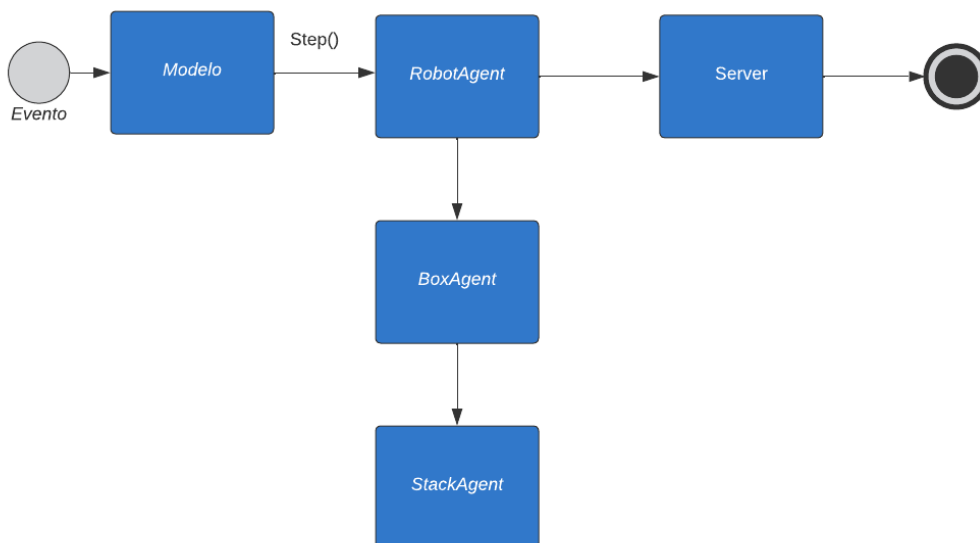 Step()
Modelo
RobotAgent
Server
Evento
BoxAgent
StackAgent